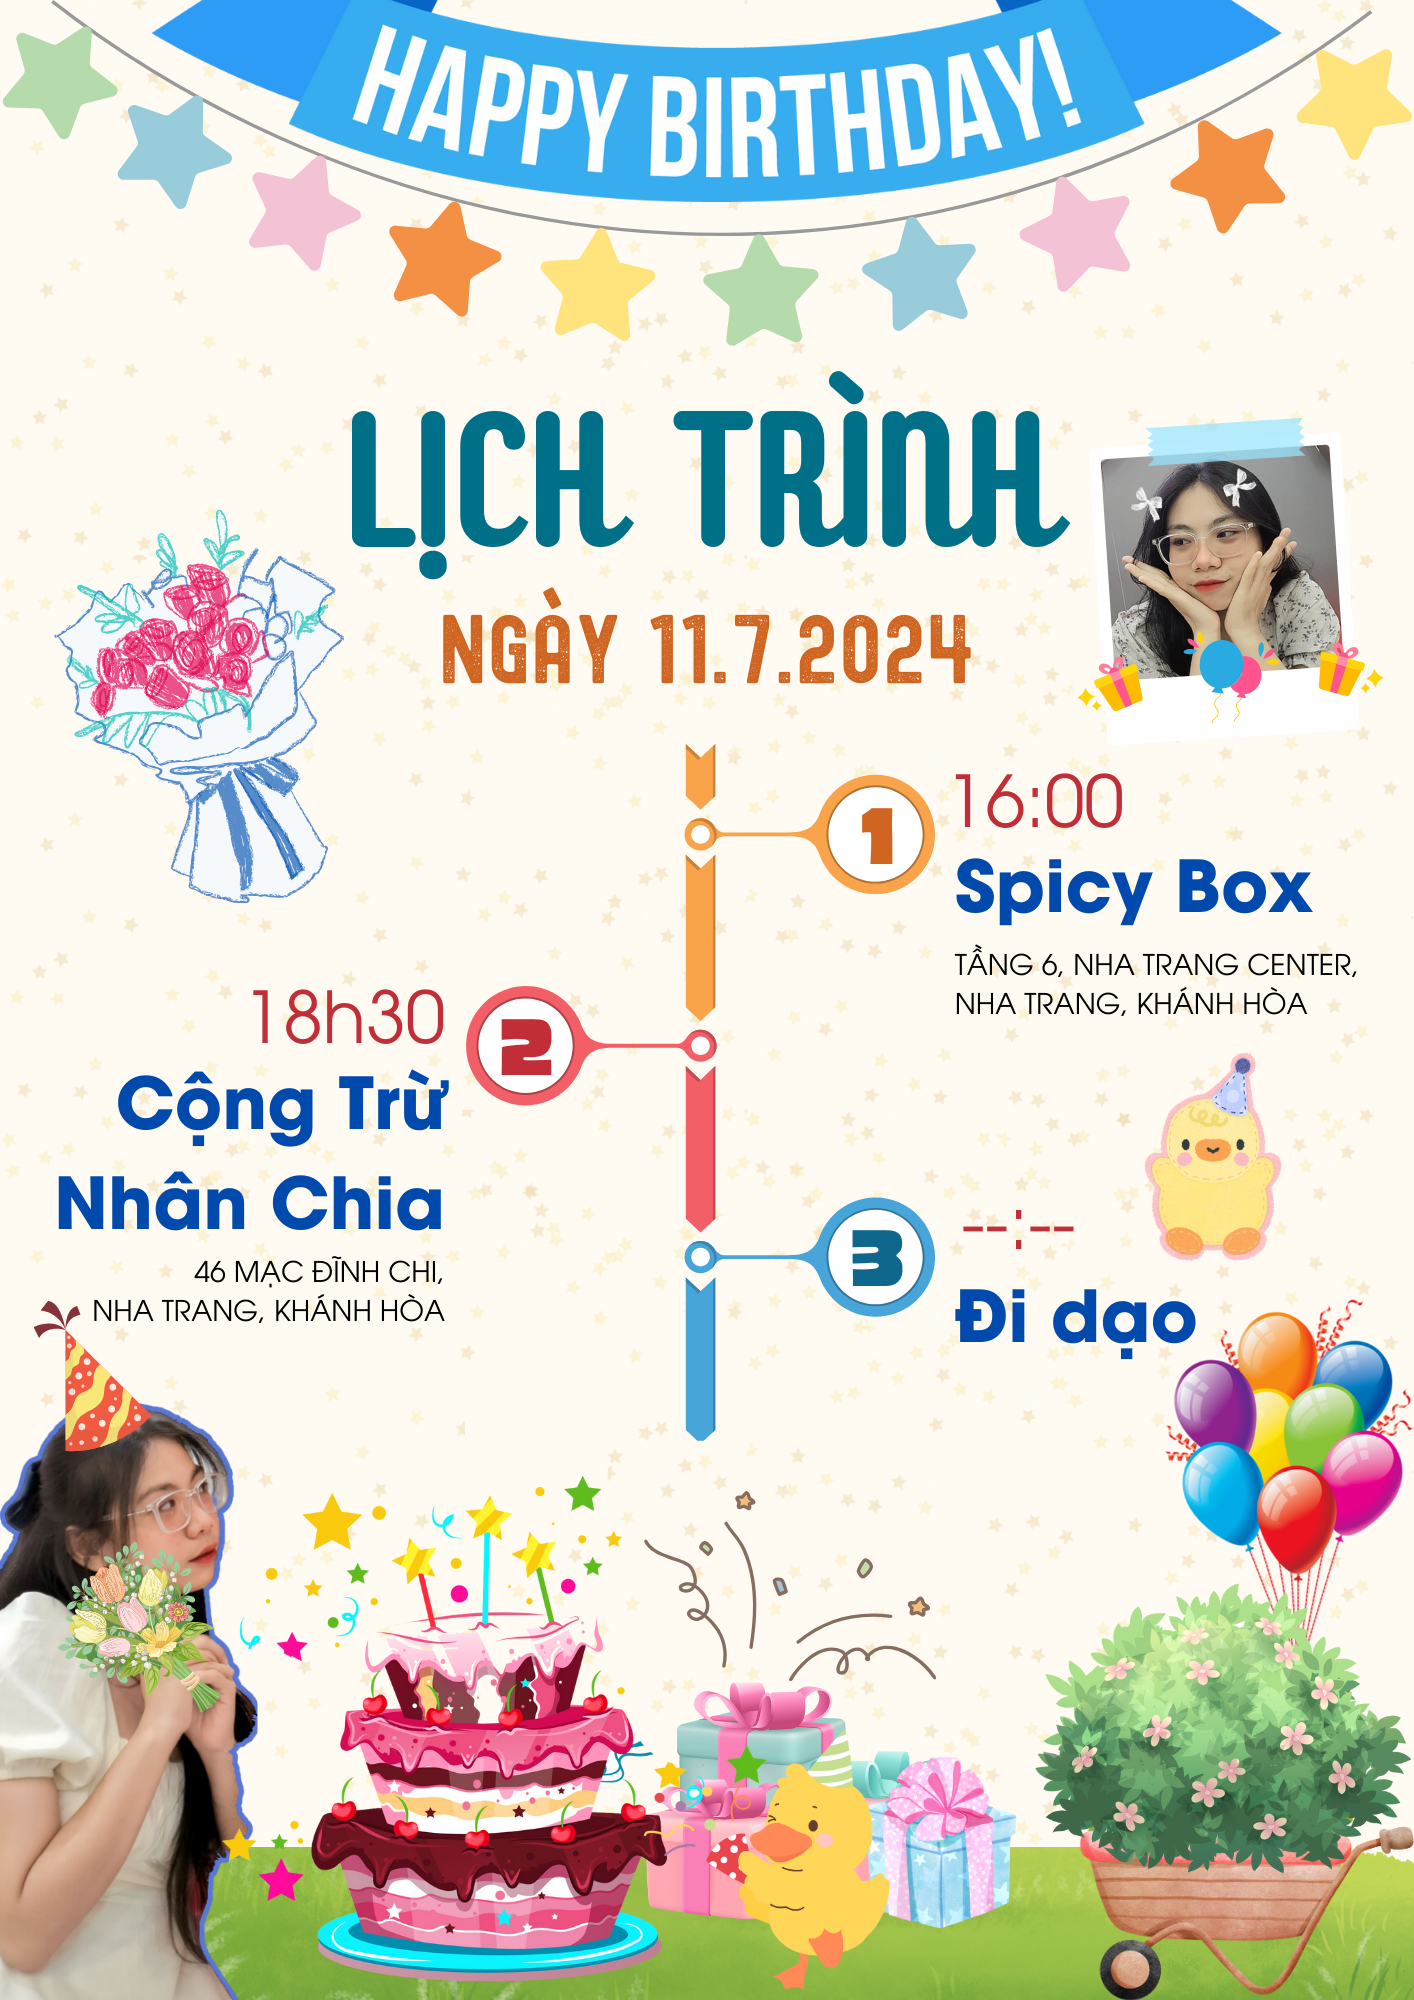 HAPPY BIRTHDAY!
LỊCH TRÌNH
NGÀY 11.7.2024
1
16:00
Spicy Box
TẦNG 6, NHA TRANG CENTER,
NHA TRANG, KHÁNH HÒA
2
18h30
Cộng Trừ
Nhân Chia
46 MẠC ĐĨNH CHI,
NHA TRANG, KHÁNH HÒA
3
--:--
Đi dạo